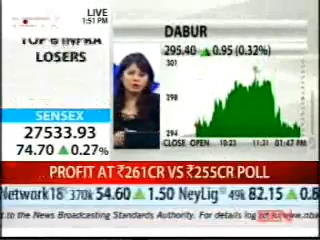 LIVE
1:51 PM
TOP 6 INFRA
LOSERS
DABUR
295.40 ▲ 0.95 (0.32%)
301
298
294
CLOSE OPEN 10:23 11:31 01:47 PM
SENSEX
27533.93
74.70 ▲ 0.27%
PROFIT AT ₹261CR VS ₹255CR POLL
Network18 370k 54.60 ▲ 1.50 NeyLig 49k 82.15 ▲ 0.8
t to the News Broadcasting Standards Authority. For details log